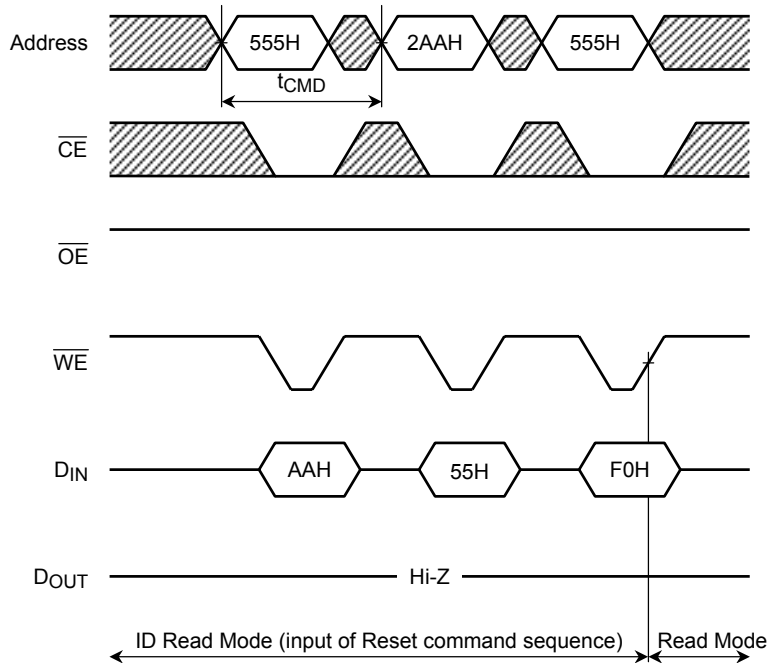 Address 555H 2AAH 555H
tCMD
CE
OE
WE
DIN AAH 55H F0H
DOUT Hi-Z
ID Read Mode (input of Reset command sequence) Read Mode